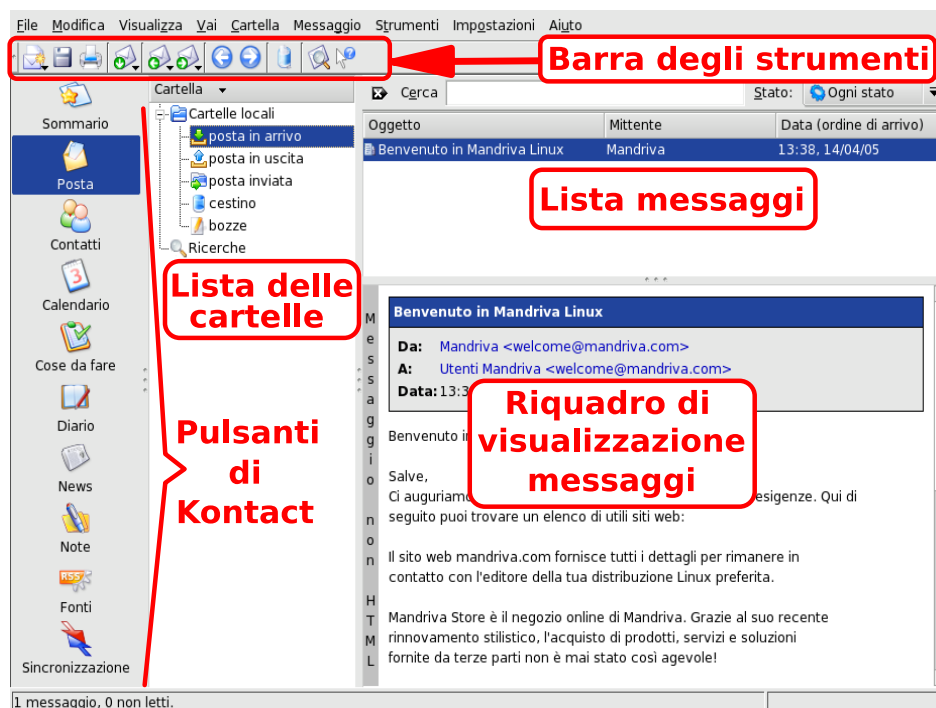 File Modifica Visualizza Vai Cartella Messaggio Strumenti Impostazioni Aiuto
Barra degli strumenti
Sommario
Posta
Contatti
Calendario
3
Cose da fare
Diario
News
Note
RSS
Fonti
Sincronizzazione
Pulsanti
di
Kontact
Cartella
Cartelle locali
posta in arrivo
posta in uscita
posta inviata
cestino
bozze
Ricerche
Lista delle
cartelle
Cerca
Stato: Ogni stato
Oggetto Mittente Data (ordine di arrivo)
Benvenuto in Mandriva Linux Mandriva 13:38, 14/04/05
Lista messaggi
Messaggio non HTML
Benvenuto in Mandriva Linux
Da: Mandriva <welcome@mandriva.com>
A: Utenti Mandriva <welcome@mandriva.com>
Data: 13:3
Riquadro di
visualizzazione
messaggi
Benvenuto i
Salve,
Ci auguriamo esigenze. Qui di
seguito puoi trovare un elenco di utili siti web:
Il sito web mandriva.com fornisce tutti i dettagli per rimanere in
contatto con l'editore della tua distribuzione Linux preferita.
Mandriva Store è il negozio online di Mandriva. Grazie al suo recente
rinnovamento stilistico, l'acquisto di prodotti, servizi e soluzioni
fornite da terze parti non è mai stato così agevole!
1 messaggio, 0 non letti.